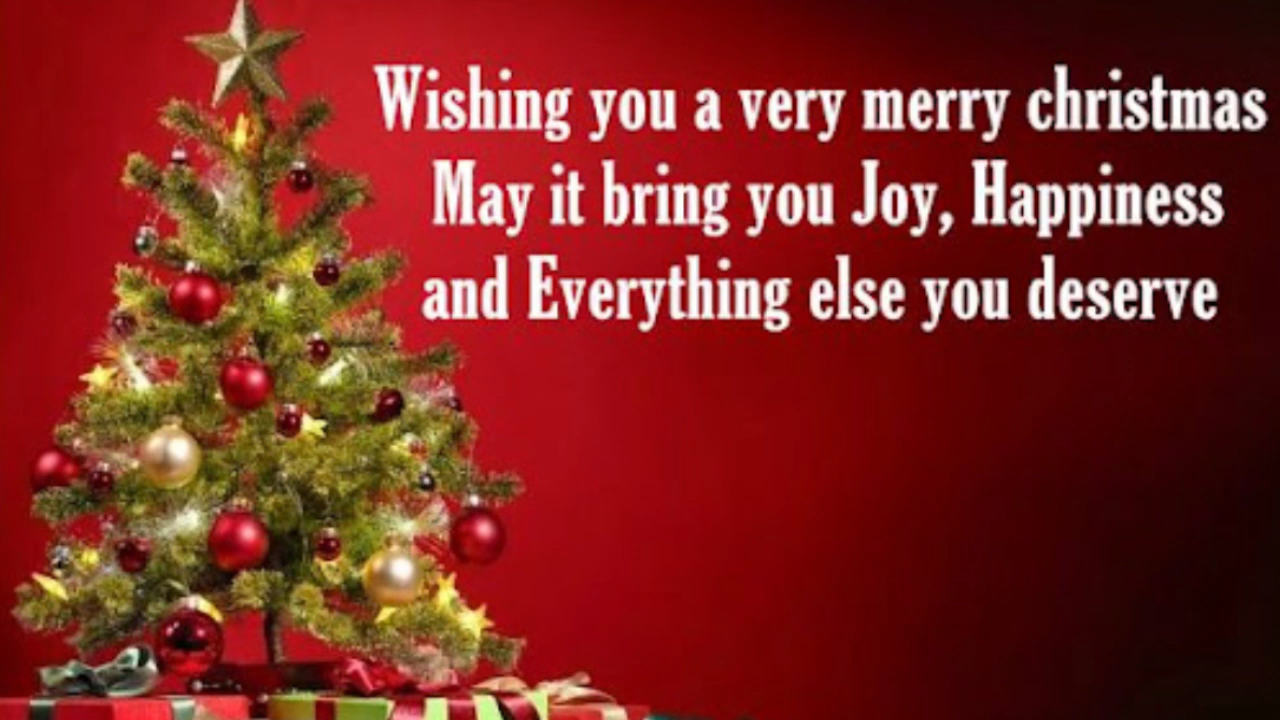 Wishing you a very merry christmas
May it bring you Joy, Happiness
and Everything else you deserve